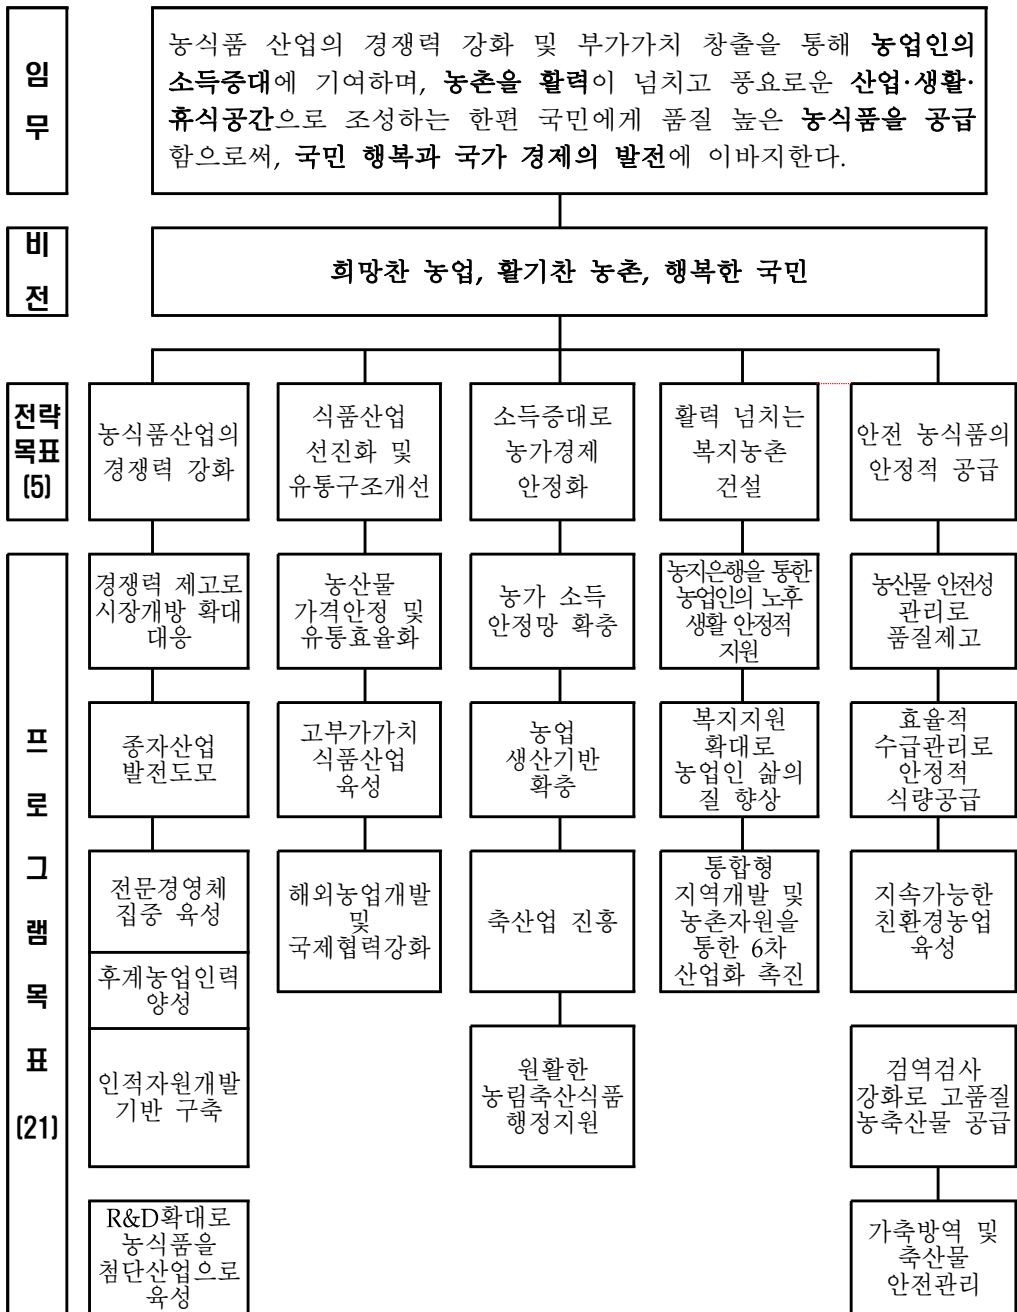 임
무
농식품 산업의 경쟁력 강화 및 부가가치 창출을 통해 농업인의
소득증대에 기여하며, 농촌을 활력이 넘치고 풍요로운 산업·생활·
휴식공간으로 조성하는 한편 국민에게 품질 높은 농식품을 공급
함으로써, 국민 행복과 국가 경제의 발전에 이바지한다.
비
전
희망찬 농업, 활기찬 농촌, 행복한 국민
전략
목표
(5)
농식품산업의
경쟁력 강화
식품산업
선진화 및
유통구조개선
소득증대로
농가경제
안정화
활력 넘치는
복지농촌
건설
안전 농식품의
안정적 공급
프
로
그
램
목
표
(21)
경쟁력 제고로
시장개방 확대
대응
농산물
가격안정 및
유통효율화
농가 소득
안정망 확충
농지은행을 통한
농업인의 노후
생활 안정적
지원
농산물 안전성
관리로
품질제고
종자산업
발전도모
고부가가치
식품산업
육성
농업
생산기반
확충
복지지원
확대로
농업인 삶의
질 향상
효율적
수급관리로
안정적
식량공급
전문경영체
집중 육성
해외농업개발
및
국제협력강화
축산업 진흥
통합형
지역개발 및
농촌자원을
통한 6차
산업화 촉진
지속가능한
친환경농업
육성
후계농업인력
양성
인적자원개발
기반 구축
원활한
농림축산식품
행정지원
검역검사
강화로 고품질
농축산물 공급
R&D확대로
농식품을
첨단산업으로
육성
가축방역 및
축산물
안전관리